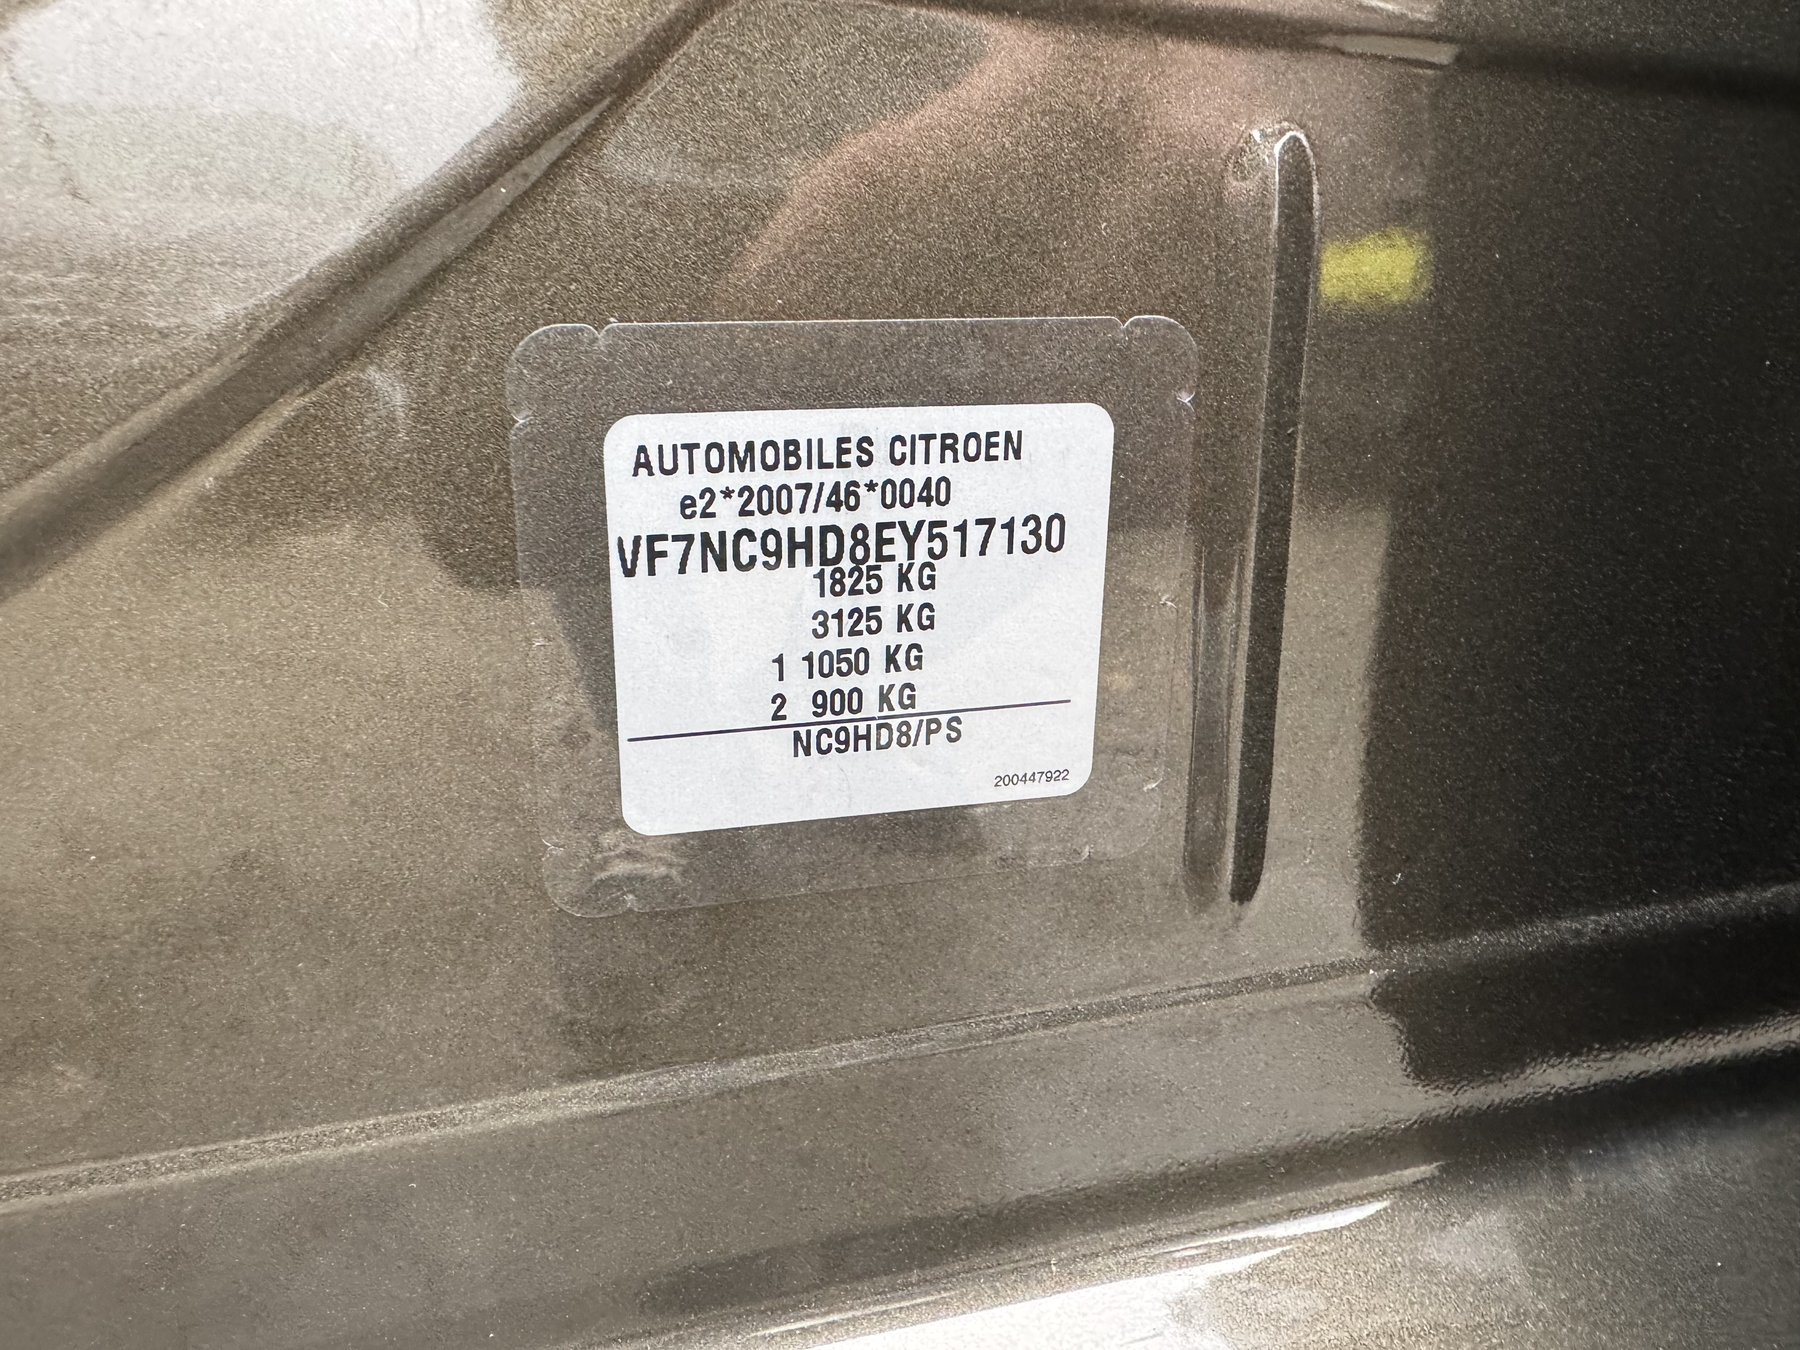 AUTOMOBILES CITROEN
e2*2007/46*0040
VF7NC9HD8EY517130
1825 KG
3125 KG
1 1050 KG
2 900 KG
NC9HD8/PS
200447922